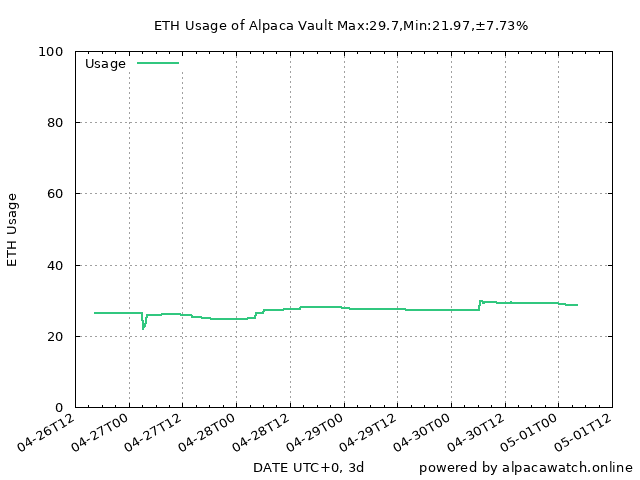 ETH Usage of Alpaca Vault Max:29.7,Min:21.97,±7.73%
Usage
100
80
60
40
20
0
ETH Usage
04-26T12
04-27T00
04-27T12
04-28T00
04-28T12
04-29T00
04-29T12
04-30T00
04-30T12
05-01T00
05-01T12
DATE UTC+0, 3d
powered by alpacawatch.online